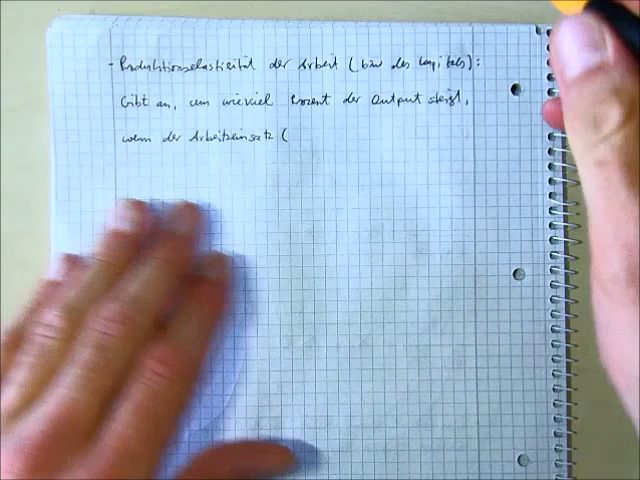 - Produktionselastizität der Arbeit (bzw des Kapitals):
Gibt an, um wieviel Prozent der Output steigt,
wenn der Arbeitseinsatz (